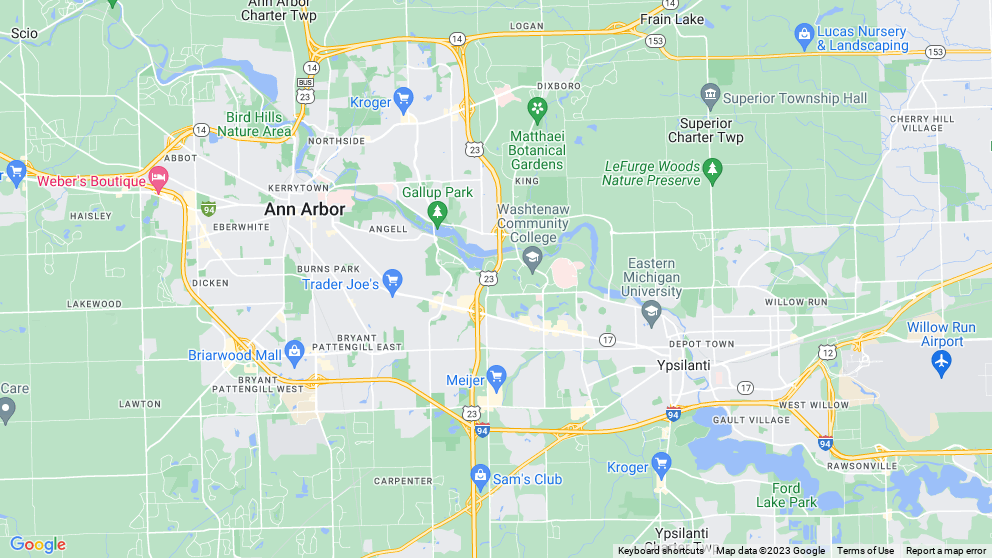 Ann Arbor
Charter Twp
Scio
LOGAN
14
Frain Lake
14
153
Lucas Nursery
& Landscaping
153
14
BUS
23
DIXBORO
Kroger
Superior Township Hall
Bird Hills
Nature Area
14
NORTHSIDE
Matthaei
Botanical
Gardens
Superior
Charter Twp
CHERRY HILL
VILLAGE
ABBOT
23
LeFurge Woods
Nature Preserve
Weber's Boutique
KERRYTOWN
Gallup Park
KING
94
Ann Arbor
HAISLEY
EBERWHITE
ANGELL
Washtenaw
Community
College
BURNS PARK
Trader Joe's
23
Eastern
Michigan
University
DICKEN
LAKEWOOD
WILLOW RUN
BRYANT
PATTENGILL EAST
17
DEPOT TOWN
12
Willow Run
Airport
Briarwood Mall
Ypsilanti
BRYANT
PATTENGILL WEST
Meijer
17
Care
LAWTON
23
94
94
WEST WILLOW
GAULT VILLAGE
94
RAWSONVILLE
CARPENTER
Sam's Club
Kroger
Ford
Lake Park
Ypsilanti
Charter Twp
Google
Keyboard shortcuts
Map data ©2023 Google
Terms of Use
Report a map error